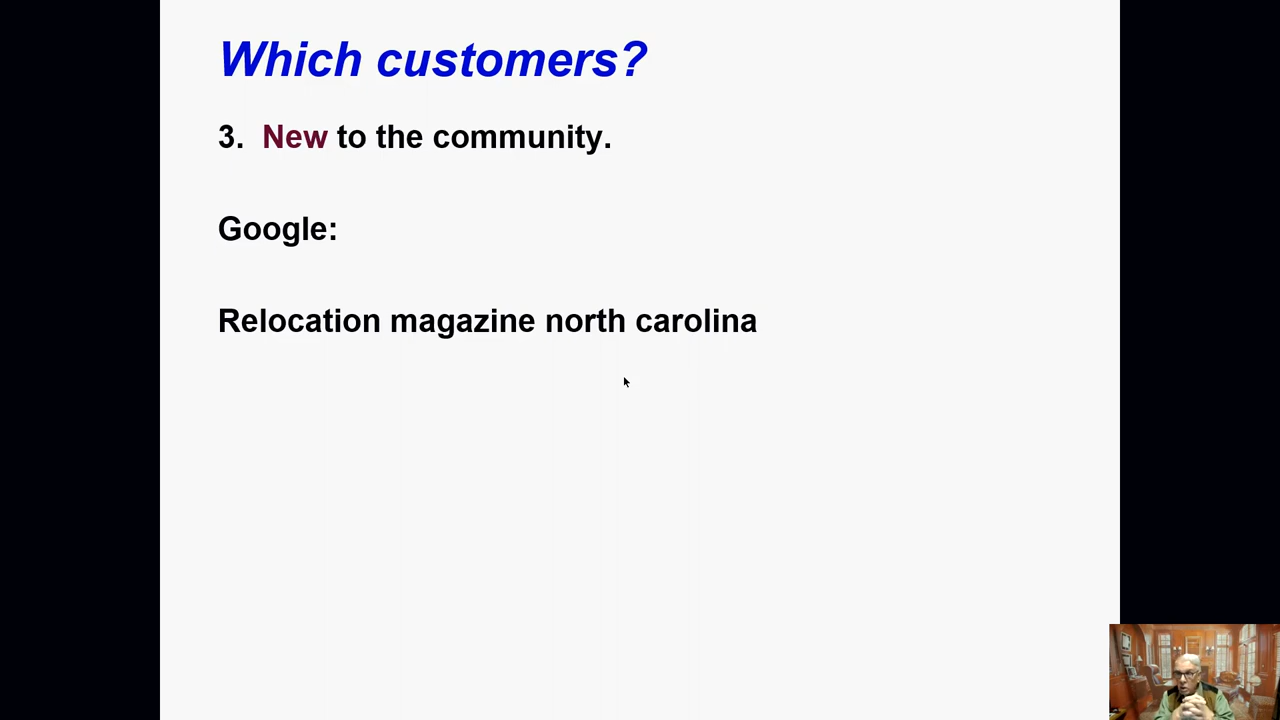 Which customers?
3. New to the community.
Google:
Relocation magazine north carolina